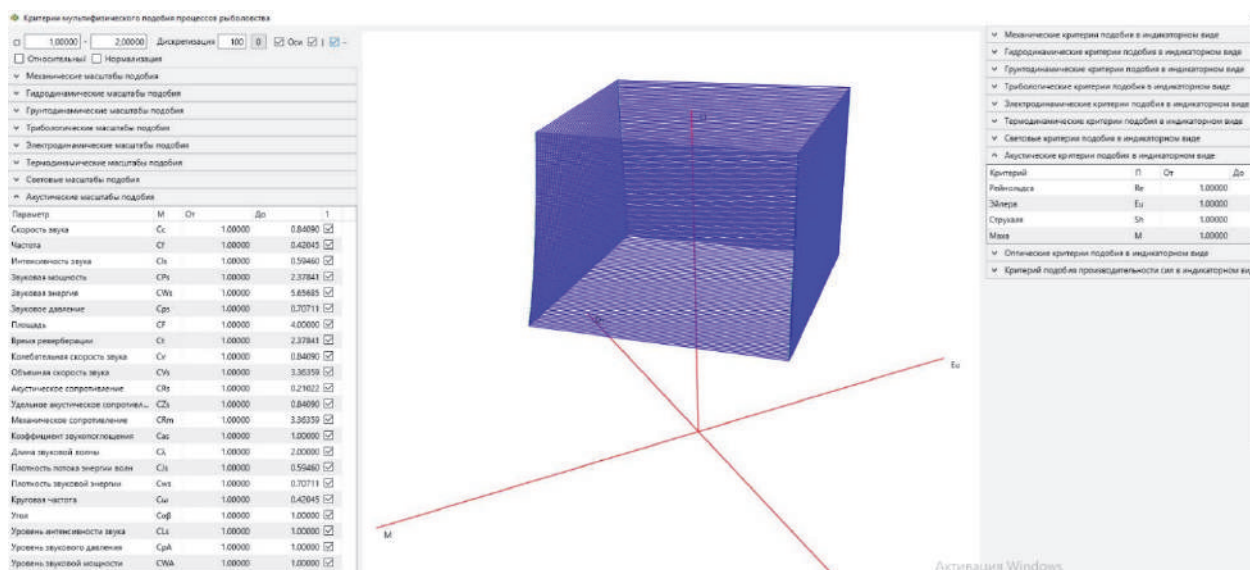 Критерии мультифизического подобия процессов рыболовства
1,00000 - 2,00000 Дискретизация 100 0 Оси | –
Относительный Нормализация
Механические масштабы подобия
Гидродинамические масштабы подобия
Грунтодинамические масштабы подобия
Трибологические масштабы подобия
Электродинамические масштабы подобия
Термодинамические масштабы подобия
Световые масштабы подобия
Акустические масштабы подобия
Параметр М От До 1
Скорость звука Cc 1.00000 0.84090
Частота Cf 1.00000 0.42045
Интенсивность звука CIs 1.00000 0.59460
Звуковая мощность CPs 1.00000 2.37841
Звуковая энергия CWs 1.00000 5.65685
Звуковое давление Cps 1.00000 0.70711
Площадь CF 1.00000 4.00000
Время реверберации Ct 1.00000 2.37841
Колебательная скорость звука Cv 1.00000 0.84090
Объемная скорость звука CVs 1.00000 3.36359
Акустическое сопротивление CRs 1.00000 0.21022
Удельное акустическое сопротивл... CZs 1.00000 0.84090
Механическое сопротивление CRm 1.00000 3.36359
Коэффициент звукопоглощения Cas 1.00000 1.00000
Длина звуковой волны Cλ 1.00000 2.00000
Плотность потока энергии волн CJs 1.00000 0.59460
Плотность звуковой энергии Cws 1.00000 0.70711
Круговая частота Cω 1.00000 0.42045
Угол Cαβ 1.00000 1.00000
Уровень интенсивности звука CLs 1.00000 1.00000
Уровень звукового давления CpA 1.00000 1.00000
Уровень звуковой мощности CWA 1.00000 1.00000
Eu
M
Механические критерии подобия в индикаторном виде
Гидродинамические критерии подобия в индикаторном виде
Грунтодинамические критерии подобия в индикаторном виде
Трибологические критерии подобия в индикаторном виде
Электродинамические критерии подобия в индикаторном виде
Термодинамические критерии подобия в индикаторном виде
Световые критерии подобия в индикаторном виде
Акустические критерии подобия в индикаторном виде
Критерий П От До
Рейнольдса Re 1.00000
Эйлера Eu 1.00000
Струхаля Sh 1.00000
Маха M 1.00000
Оптические критерии подобия в индикаторном виде
Критерий подобия производительности сил в индикаторном ви
Активация Windows